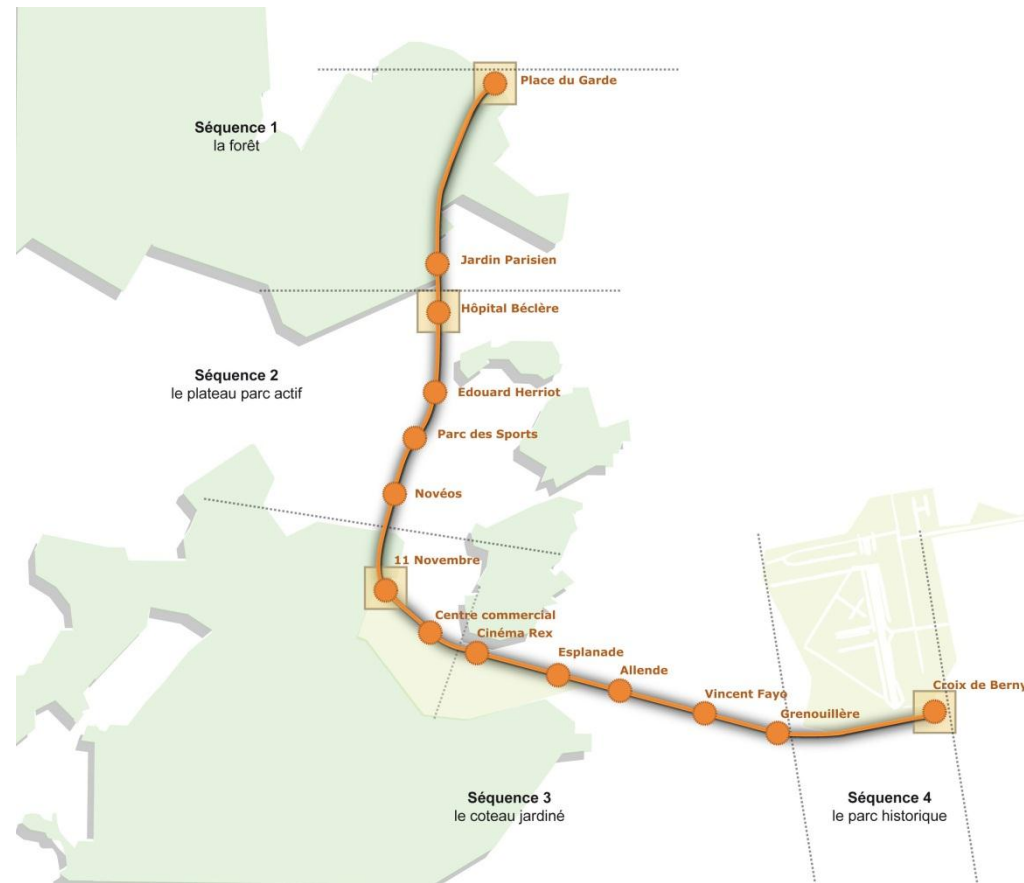 Place du Garde
Séquence 1
la forêt
Jardin Parisien
Hôpital Béclère
Séquence 2
le plateau parc actif
Edouard Herriot
Parc des Sports
Novéos
11 Novembre
Centre commercial
Cinéma Rex
Esplanade
Allende
Vincent Fayo
Grenouillère
Croix de Berny
Séquence 3
le coteau jardiné
Séquence 4
le parc historique